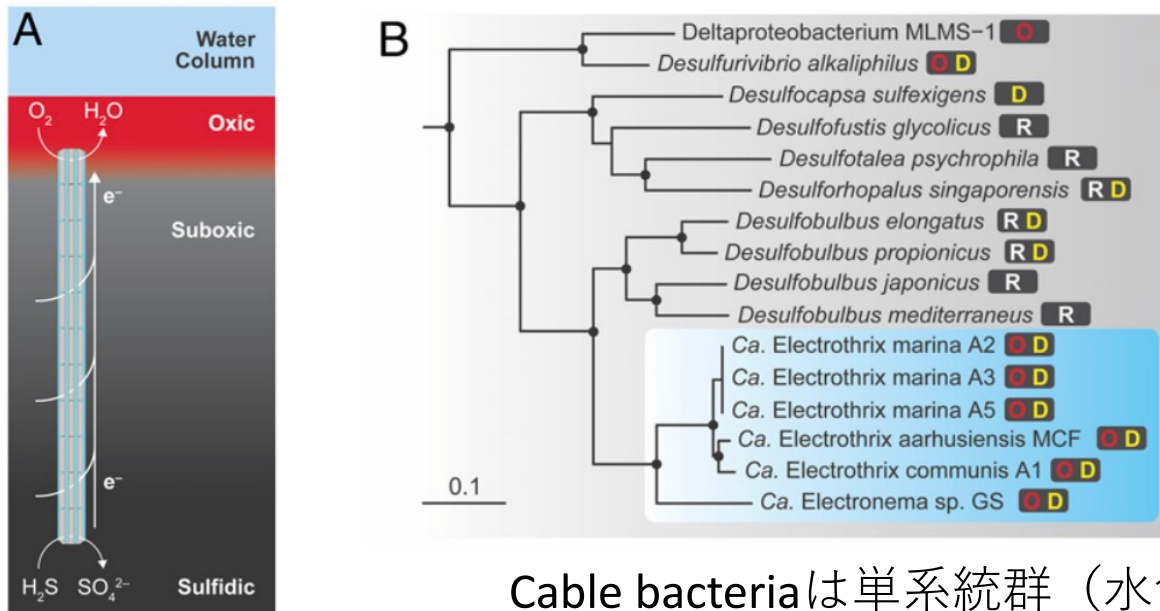 A
Water
Column
O₂ H₂O
Oxic
e⁻
Suboxic
e⁻
H₂S SO₄²⁻ Sulfidic
B
Deltaproteobacterium MLMS−1 O
Desulfurivibrio alkaliphilus O D
Desulfocapsa sulfexigens D
Desulfofustis glycolicus R
Desulfotalea psychrophila R
Desulforhopalus singaporensis R D
Desulfobulbus elongatus R D
Desulfobulbus propionicus R D
Desulfobulbus japonicus R
Desulfobulbus mediterraneus R
Ca. Electrothrix marina A2 O D
Ca. Electrothrix marina A3 O D
Ca. Electrothrix marina A5 O D
Ca. Electrothrix aarhusiensis MCF O D
Ca. Electrothrix communis A1 O D
Ca. Electronema sp. GS O D
0.1
Cable bacteriaは単系統群（水